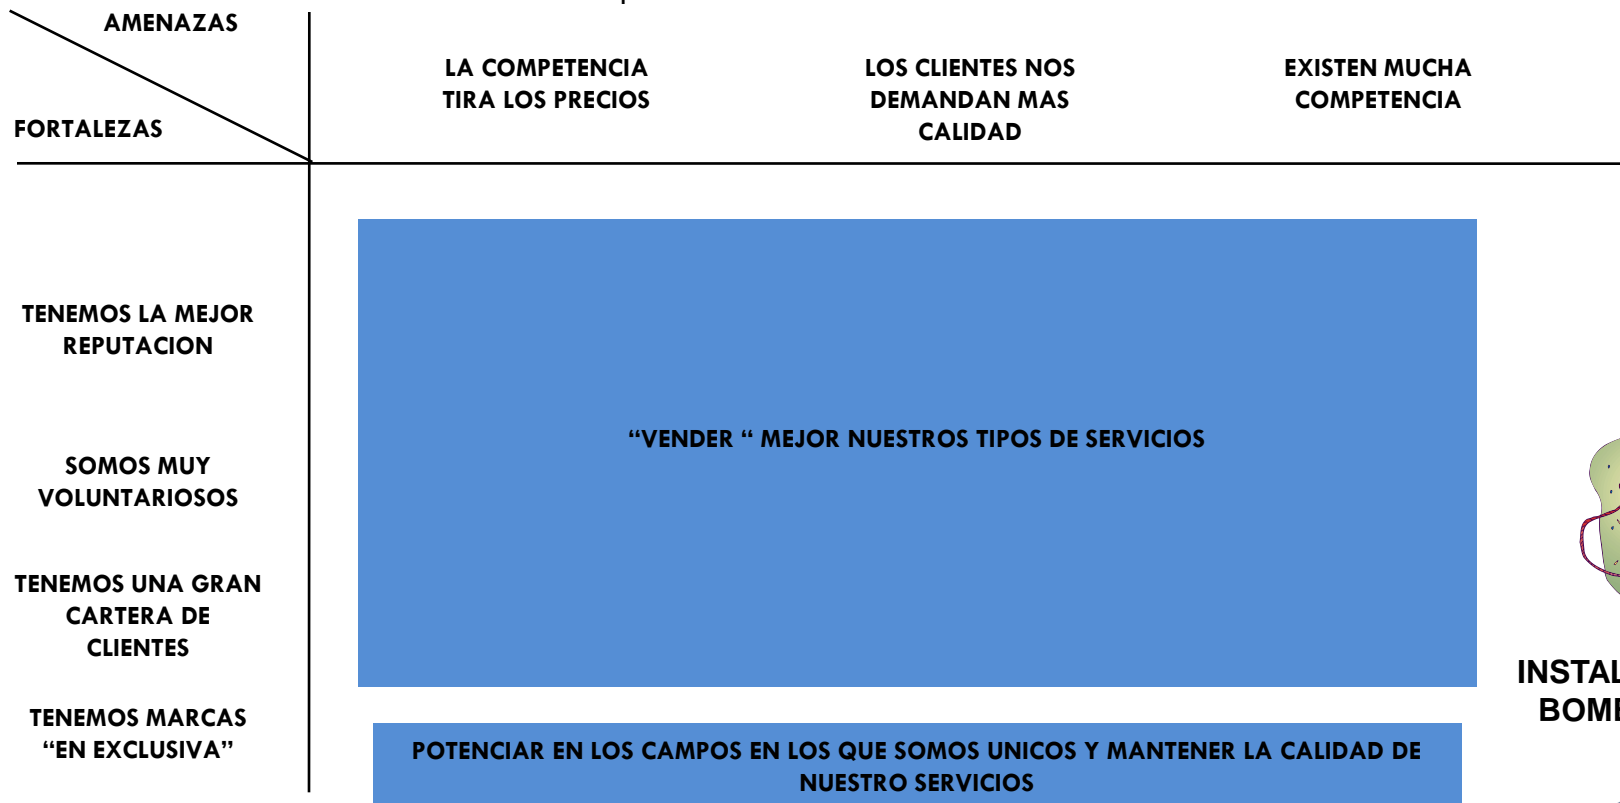 AMENAZAS
FORTALEZAS
LA COMPETENCIA
TIRA LOS PRECIOS
LOS CLIENTES NOS
DEMANDAN MAS
CALIDAD
EXISTEN MUCHA
COMPETENCIA
TENEMOS LA MEJOR
REPUTACION
“VENDER “ MEJOR NUESTROS TIPOS DE SERVICIOS
SOMOS MUY
VOLUNTARIOSOS
TENEMOS UNA GRAN
CARTERA DE
CLIENTES
TENEMOS MARCAS
“EN EXCLUSIVA”
POTENCIAR EN LOS CAMPOS EN LOS QUE SOMOS UNICOS Y MANTENER LA CALIDAD DE
NUESTRO SERVICIOS